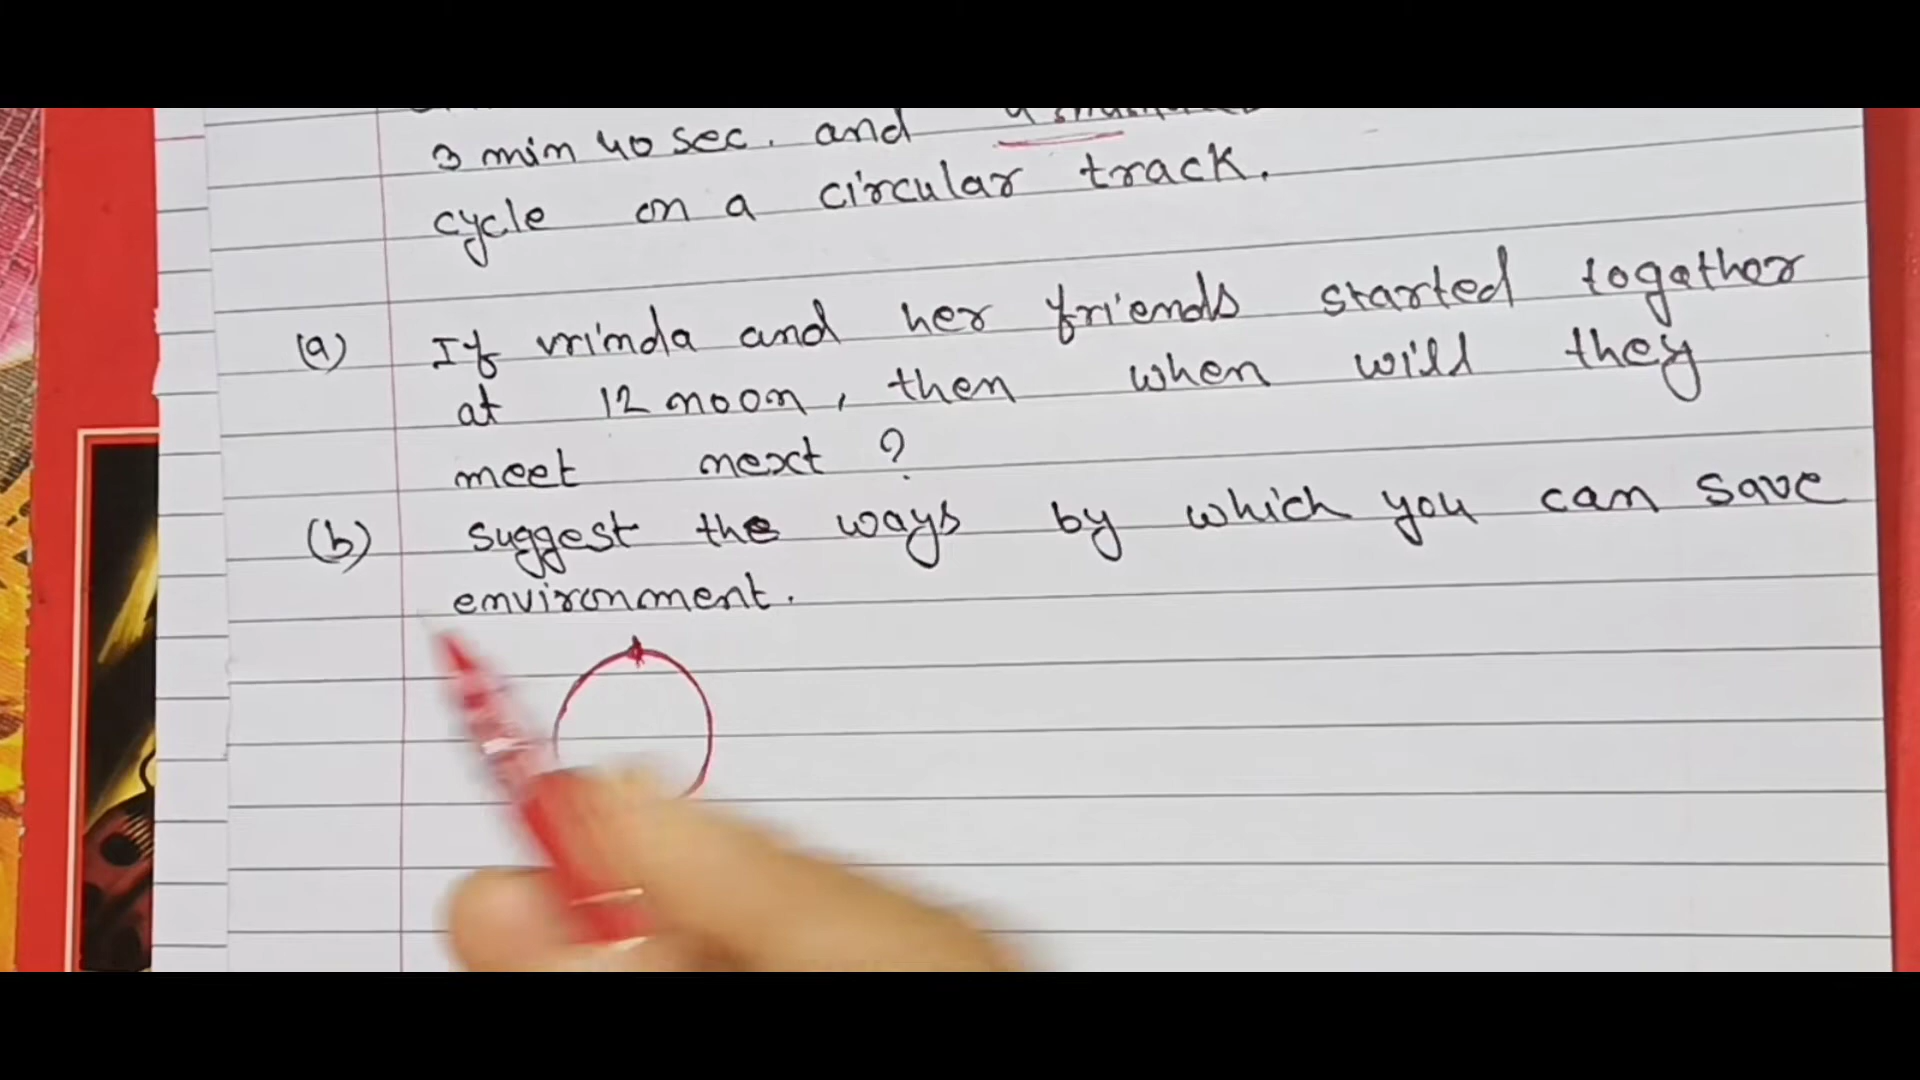 3 min 40 sec. and
cycle on a circular track.
(a) If vrinda and her friends started togather
at 12 noon, then when will they
meet next ?
(b) suggest the ways by which you can save
environment.